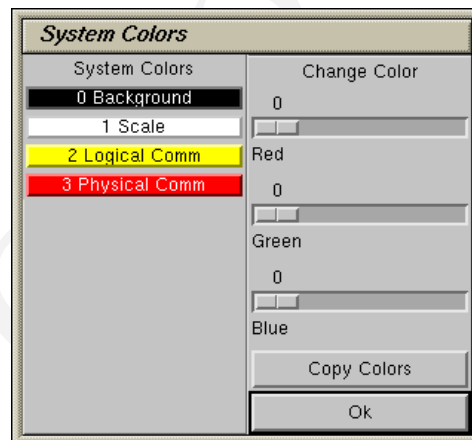 System Colors
System Colors
0 Background
1 Scale
2 Logical Comm
3 Physical Comm
Change Color
0
Red
0
Green
0
Blue
Copy Colors
Ok